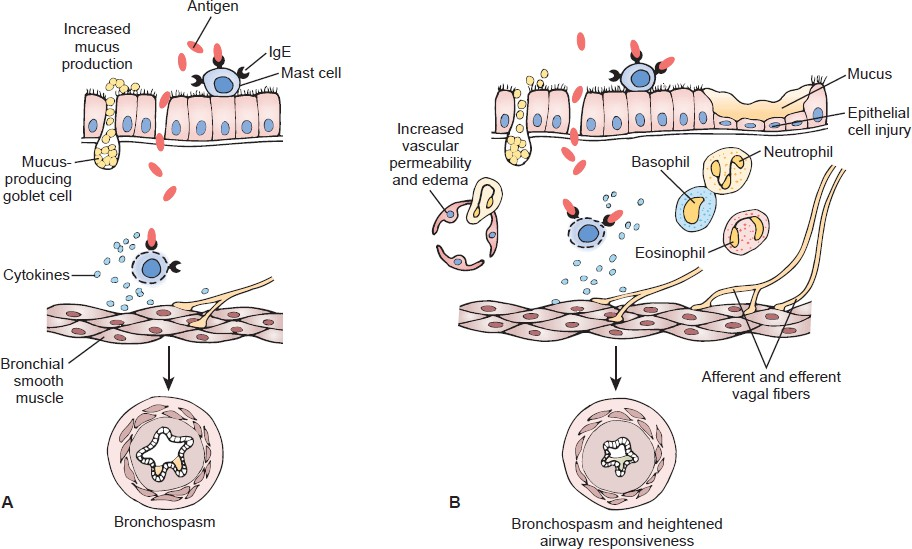 Antigen
Increased
mucus
production
IgE
Mast cell
Mucus-
producing
goblet cell
Cytokines
Bronchial
smooth
muscle
A
Bronchospasm
Mucus
Epithelial
cell injury
Increased
vascular
permeability
and edema
Basophil
Neutrophil
Eosinophil
Afferent and efferent
vagal fibers
B
Bronchospasm and heightened
airway responsiveness